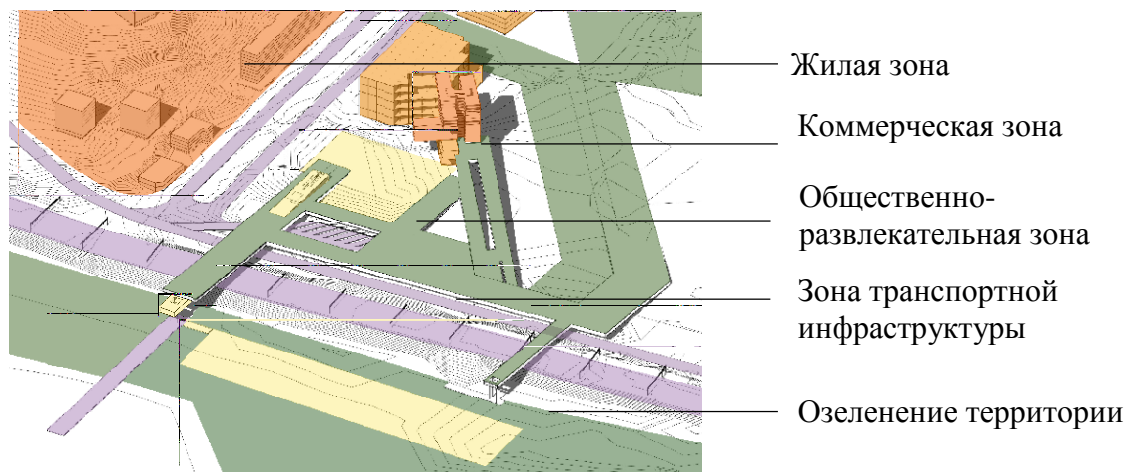 Жилая зона
Коммерческая зона
Общественно-
развлекательная зона
Зона транспортной
инфраструктуры
Озеленение территории